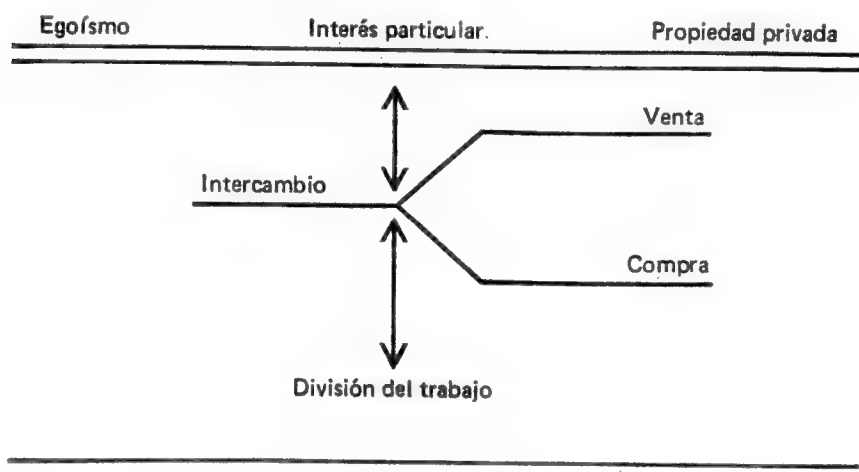 Egoísmo Interés particular. Propiedad privada
Venta
Intercambio
Compra
División del trabajo